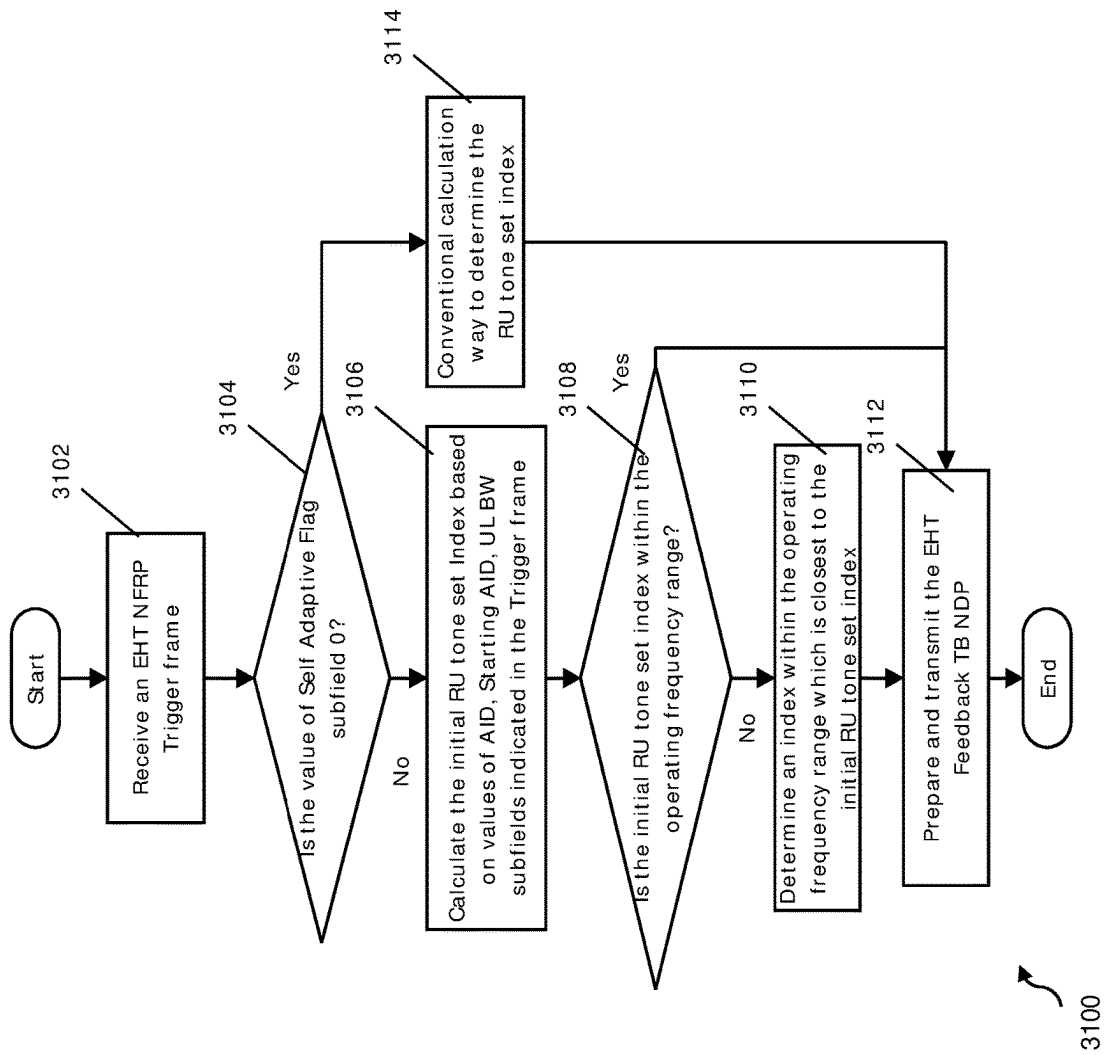 Start
3102
Receive an EHT NFRP
Trigger frame
3104
Is the value of Self Adaptive Flag
subfield 0?
Yes
No
3114
Conventional calculation
way to determine the
RU tone set index
3106
Calculate the initial RU tone set Index based
on values of AID, Starting AID, UL BW
subfields indicated in the Trigger frame
3108
Is the initial RU tone set index within the
operating frequency range?
Yes
No
3110
Determine an index within the operating
frequency range which is closest to the
initial RU tone set index
3112
Prepare and transmit the EHT
Feedback TB NDP
End
3100